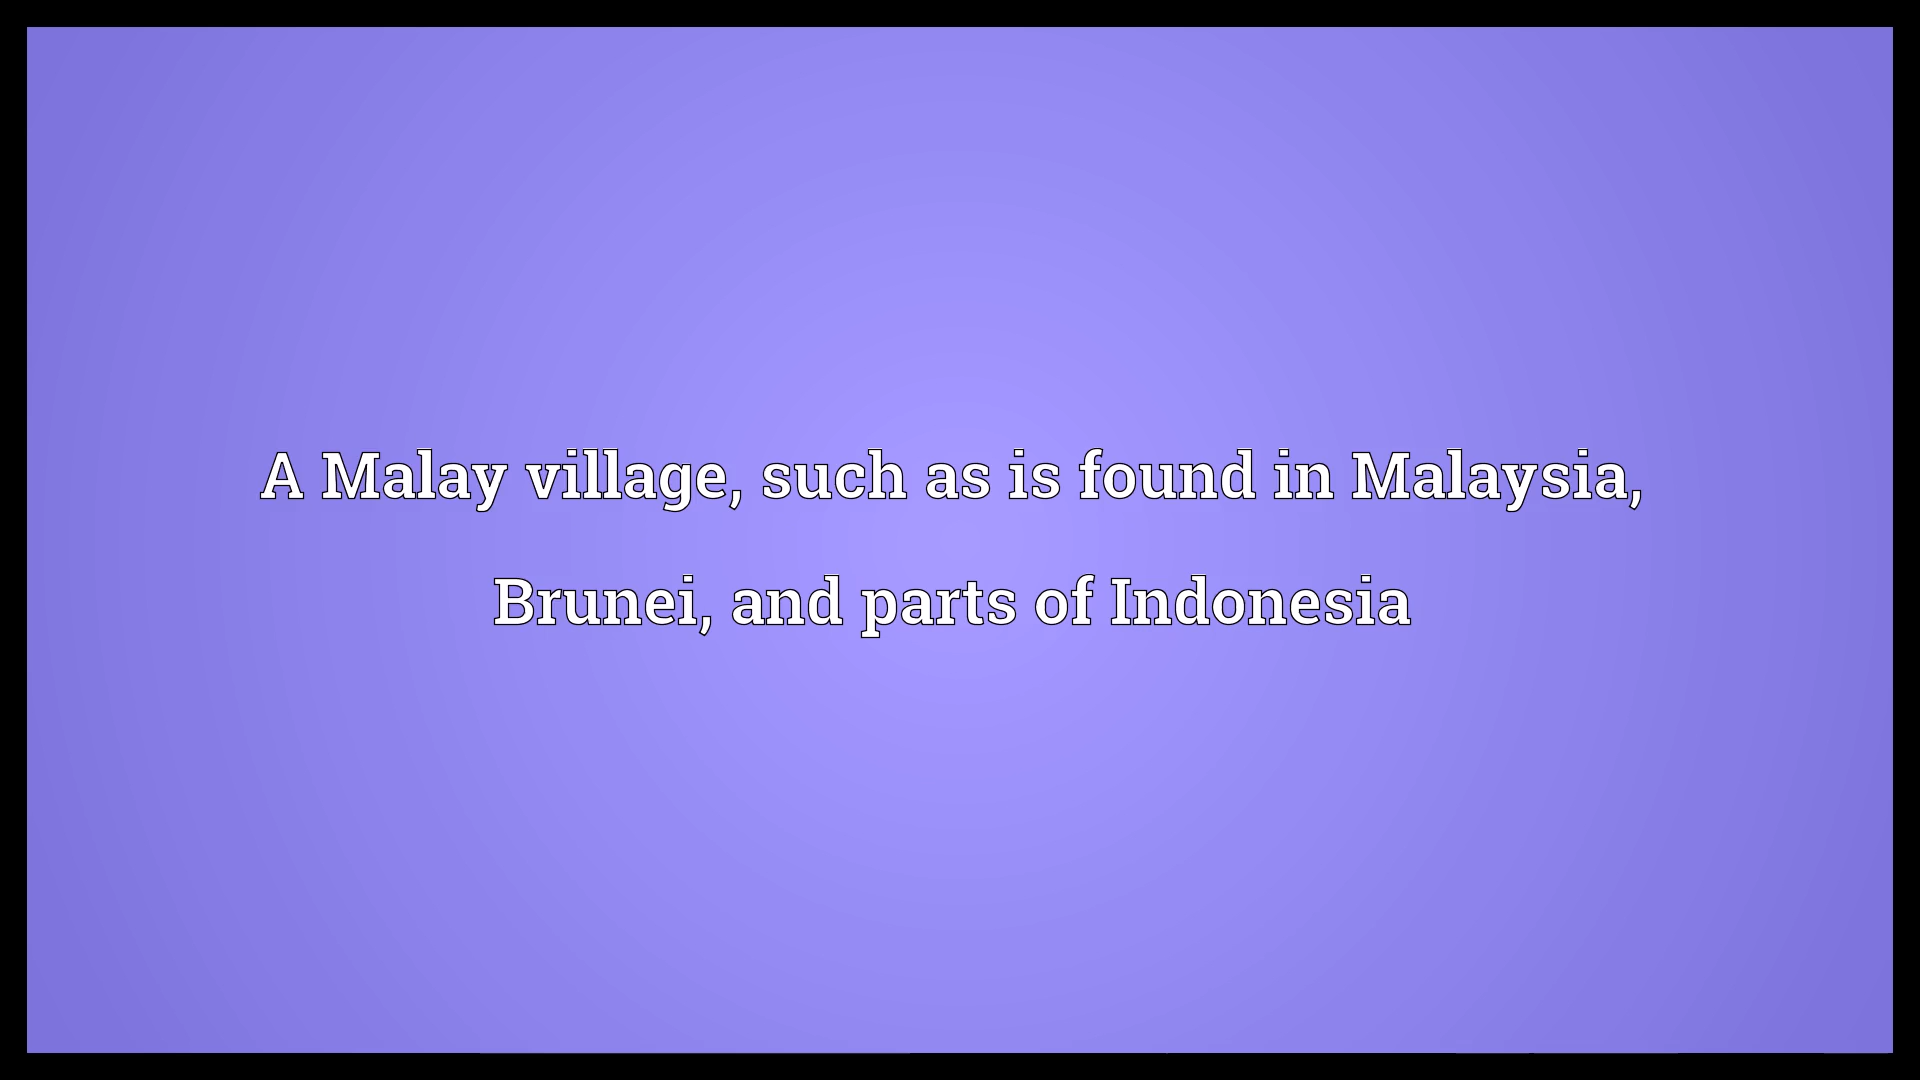 A Malay village, such as is found in Malaysia,
Brunei, and parts of Indonesia